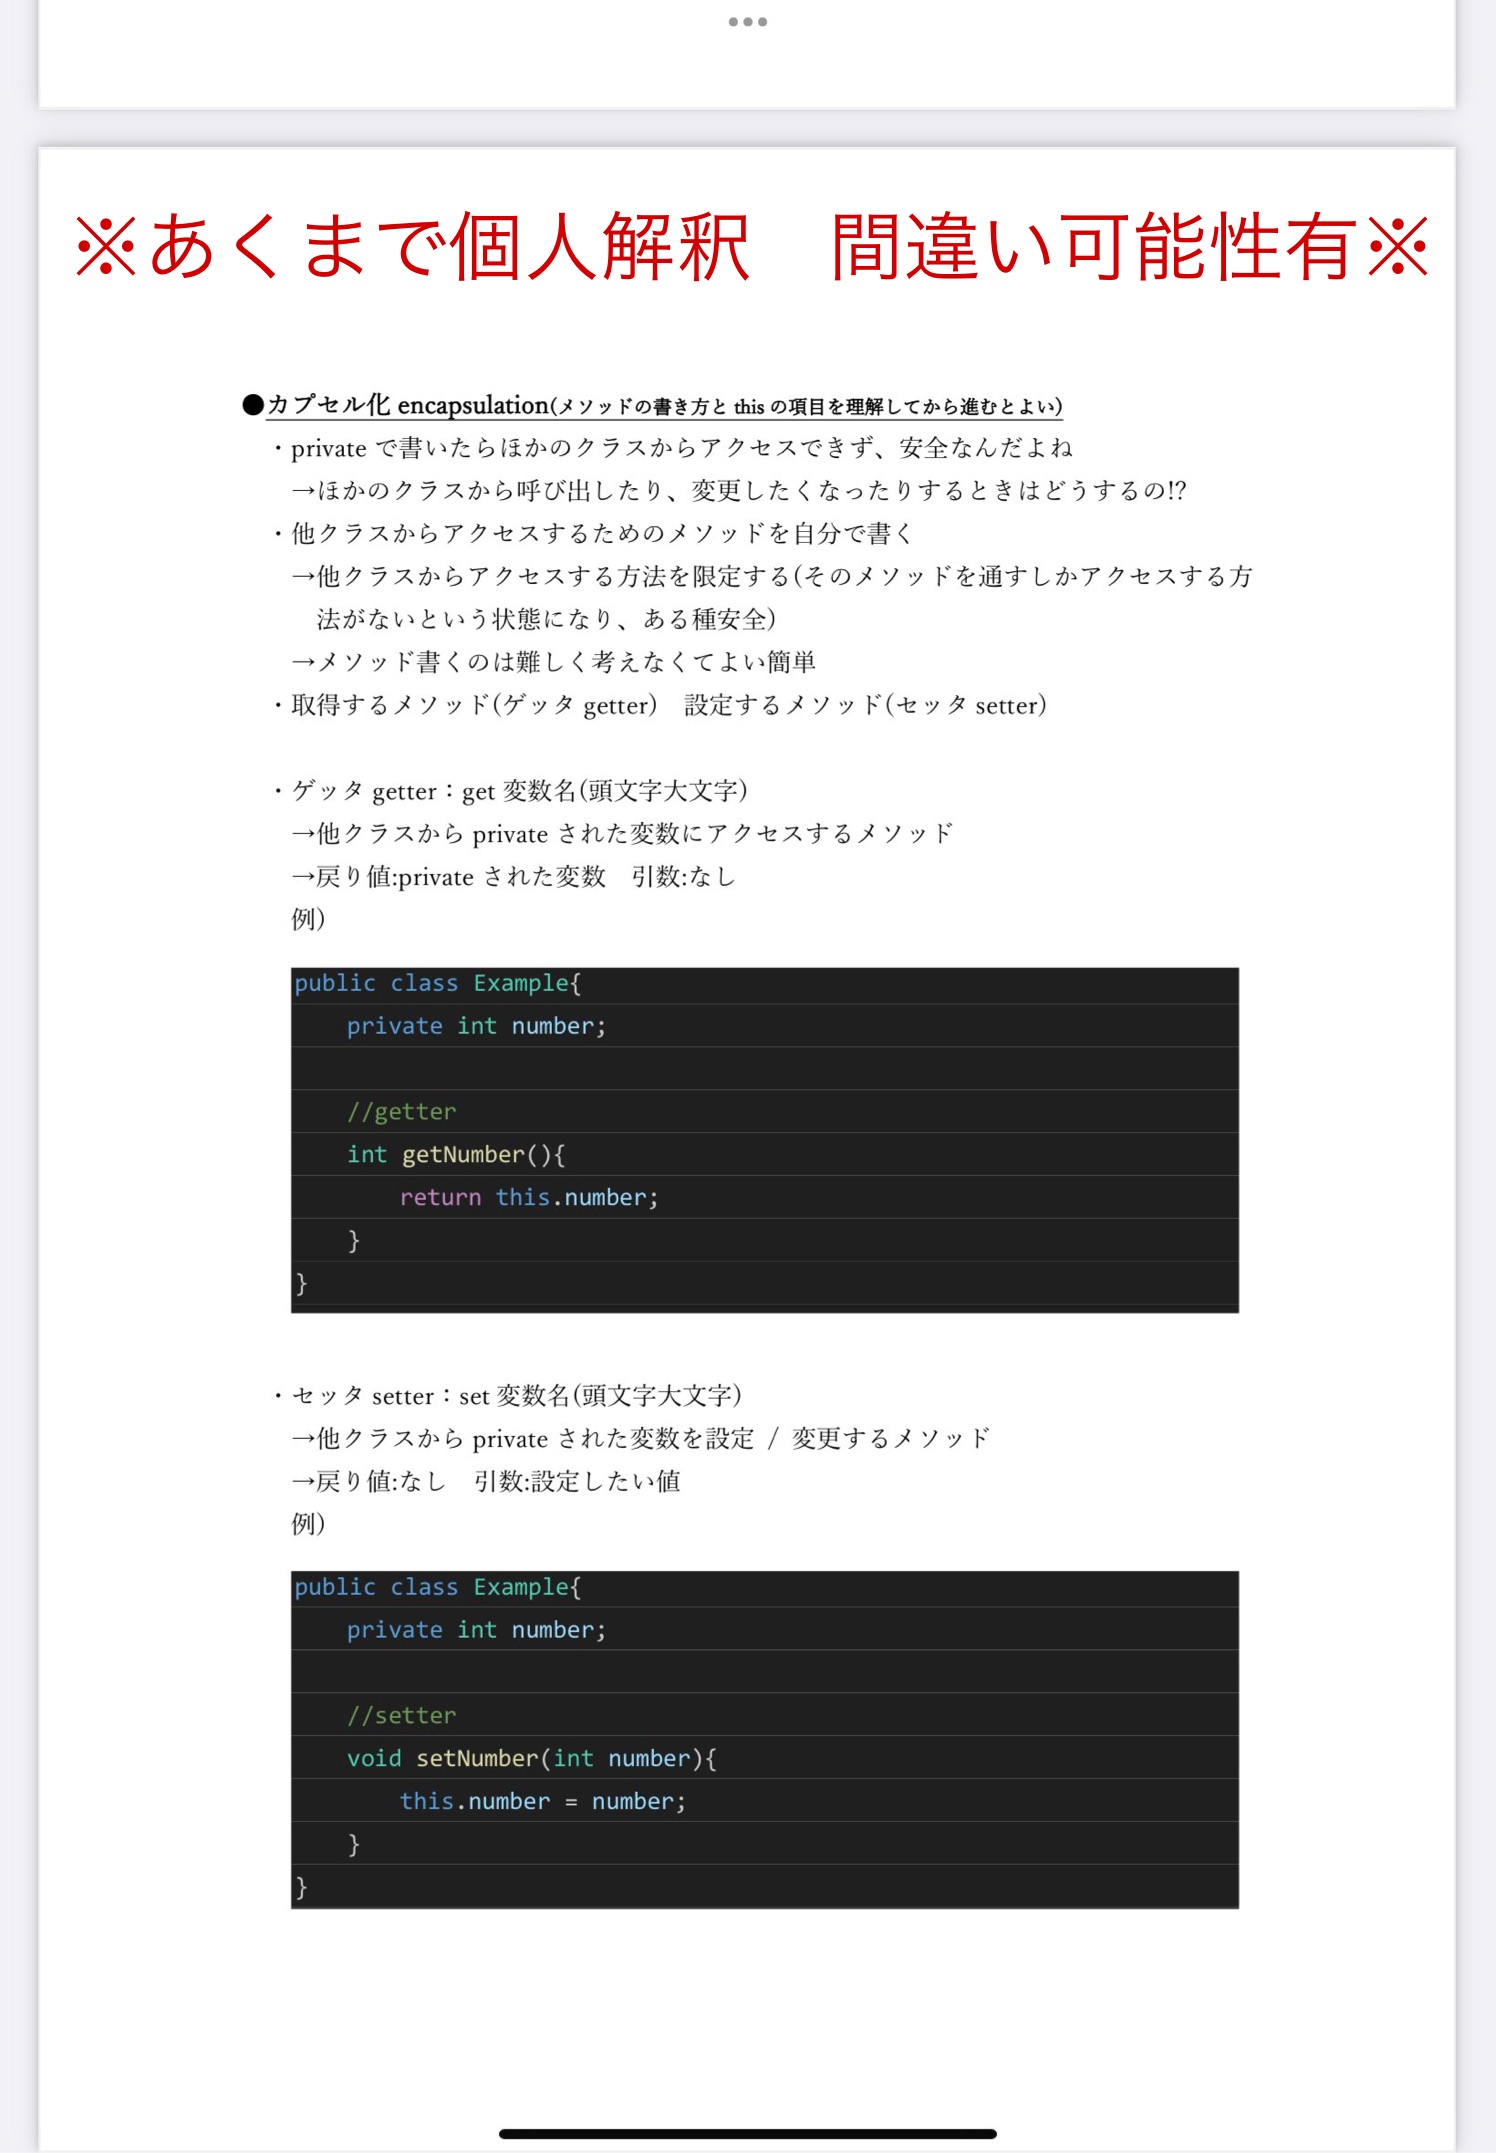 ※あくまで個人解釈　間違い可能性有※
●カプセル化 encapsulation(メソッドの書き方と this の項目を理解してから進むとよい)
・private で書いたらほかのクラスからアクセスできず、安全なんだよね
→ほかのクラスから呼び出したり、変更したくなったりするときはどうするの!?
・他クラスからアクセスするためのメソッドを自分で書く
→他クラスからアクセスする方法を限定する(そのメソッドを通すしかアクセスする方
法がないという状態になり、ある種安全)
→メソッド書くのは難しく考えなくてよい簡単
・取得するメソッド(ゲッタ getter)　設定するメソッド(セッタ setter)
・ゲッタ getter：get 変数名(頭文字大文字)
→他クラスから private された変数にアクセスするメソッド
→戻り値:private された変数　引数:なし
例)
public class Example{
    private int number;
    //getter
    int getNumber(){
        return this.number;
    }
}
・セッタ setter：set 変数名(頭文字大文字)
→他クラスから private された変数を設定 / 変更するメソッド
→戻り値:なし　引数:設定したい値
例)
public class Example{
    private int number;
    //setter
    void setNumber(int number){
        this.number = number;
    }
}